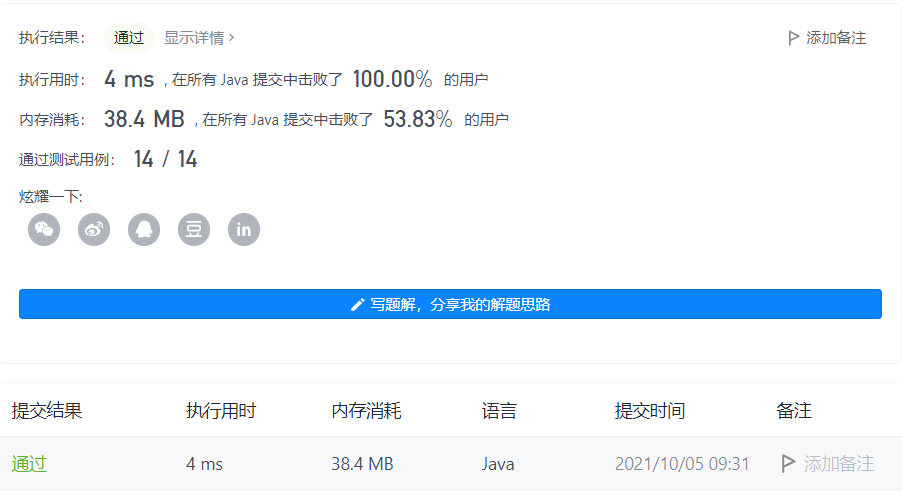 执行结果： 通过 显示详情 › 添加备注
执行用时： 4 ms , 在所有 Java 提交中击败了 100.00% 的用户
内存消耗： 38.4 MB , 在所有 Java 提交中击败了 53.83% 的用户
通过测试用例： 14 / 14
炫耀一下:
豆 in
写题解，分享我的解题思路
提交结果 执行用时 内存消耗 语言 提交时间 备注
通过 4 ms 38.4 MB Java 2021/10/05 09:31 添加备注